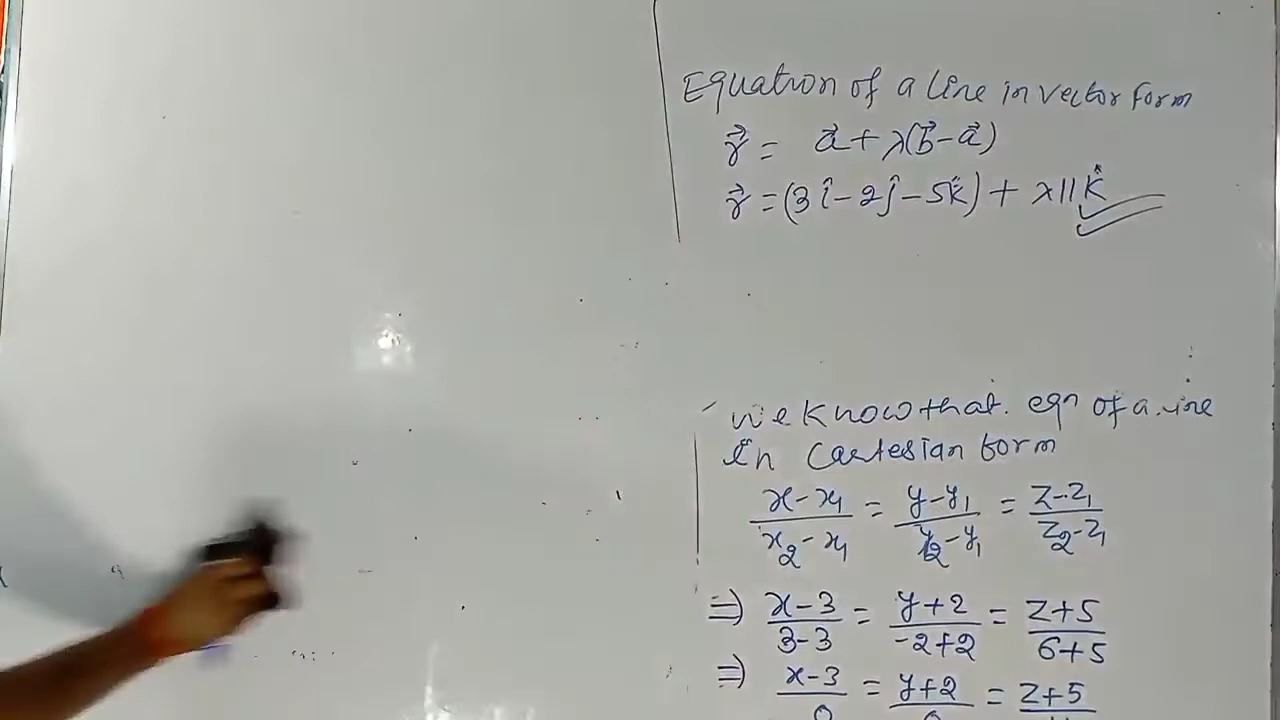 Equation of a line in vector form
r⃗ = a⃗ + λ(b⃗ - a⃗)
r⃗ = (3î - 2ĵ - 5k̂) + λ11k̂
We know that. eqn of a line
in Cartesian form
(x - x₁)/(x₂ - x₁) = (y - y₁)/(y₂ - y₁) = (z - z₁)/(z₂ - z₁)
⇒ (x - 3)/(3 - 3) = (y + 2)/(-2 + 2) = (z + 5)/(6 + 5)
⇒ (x - 3)/0 = (y + 2)/0 = (z + 5)/